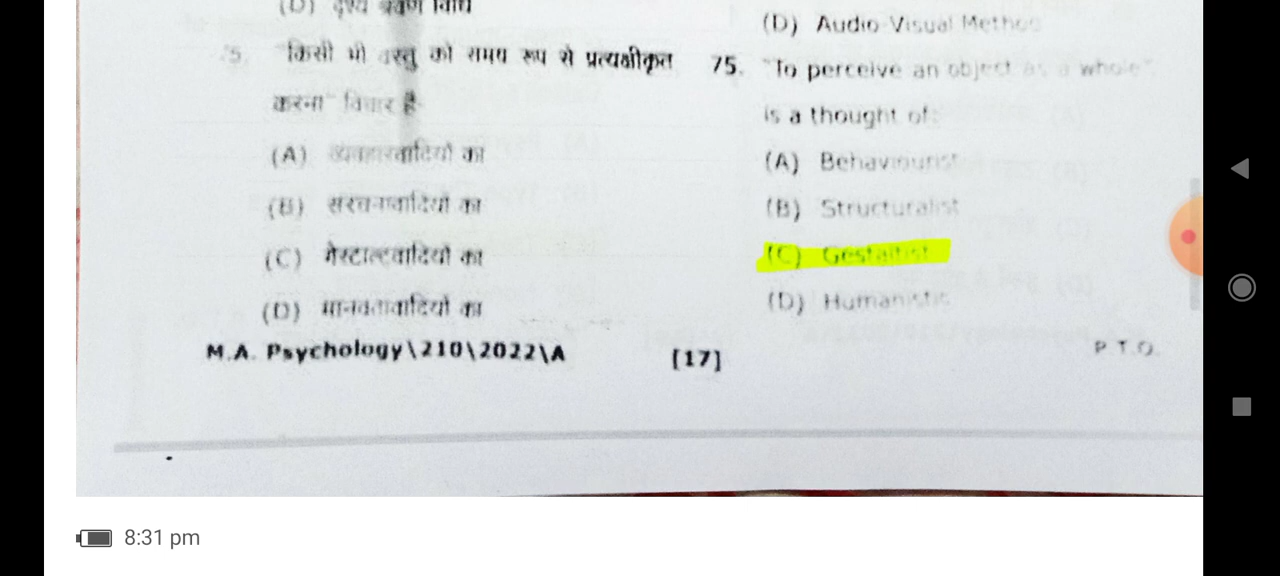 (D) दृश्य श्रवण विधि
(D) Audio-Visual Method
75. किसी भी वस्तु को समग्र रूप से प्रत्यक्षीकृत
करना" विचार है-
(A) व्यवहारवादियों का
(B) संरचनावादियों का
(C) गेस्टाल्टवादियों का
(D) मानवतावादियों का
75. "To perceive an object as a whole"
is a thought of:
(A) Behaviourist
(B) Structuralist
(C) Gestaltist
(D) Humanistic
M.A. Psychology\210\2022\A
[17]
P.T.O.
8:31 pm